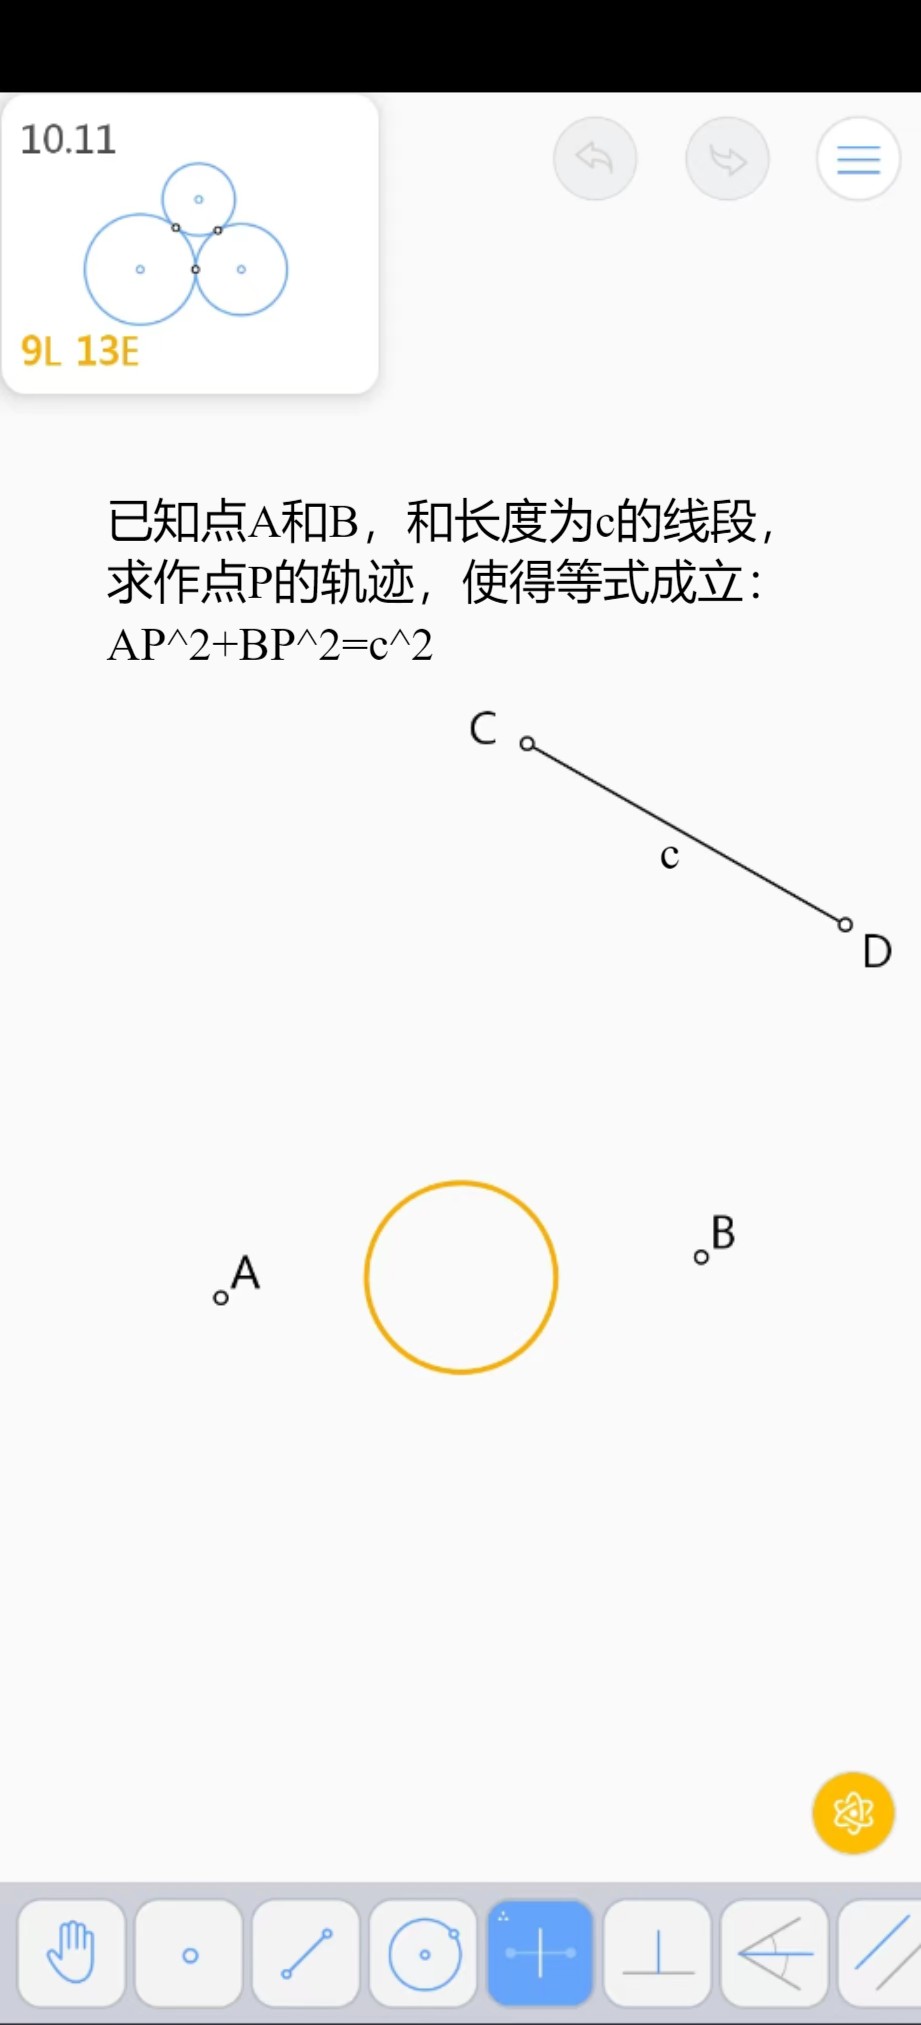 10.11
9L 13E
已知点A和B，和长度为c的线段，
求作点P的轨迹，使得等式成立：
AP^2+BP^2=c^2
C
c
D
B
A